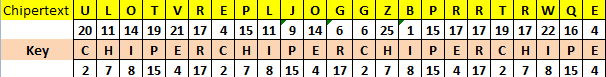 Chipertext U L O T V R E P L J O G G Z B P R R T R W Q E
20 11 14 19 21 17 4 15 11 9 14 6 6 25 1 15 17 17 19 17 22 16 4
Key C H I P E R C H I P E R C H I P E R C H I P E
2 7 8 15 4 17 2 7 8 15 4 17 2 7 8 15 4 17 2 7 8 15 4